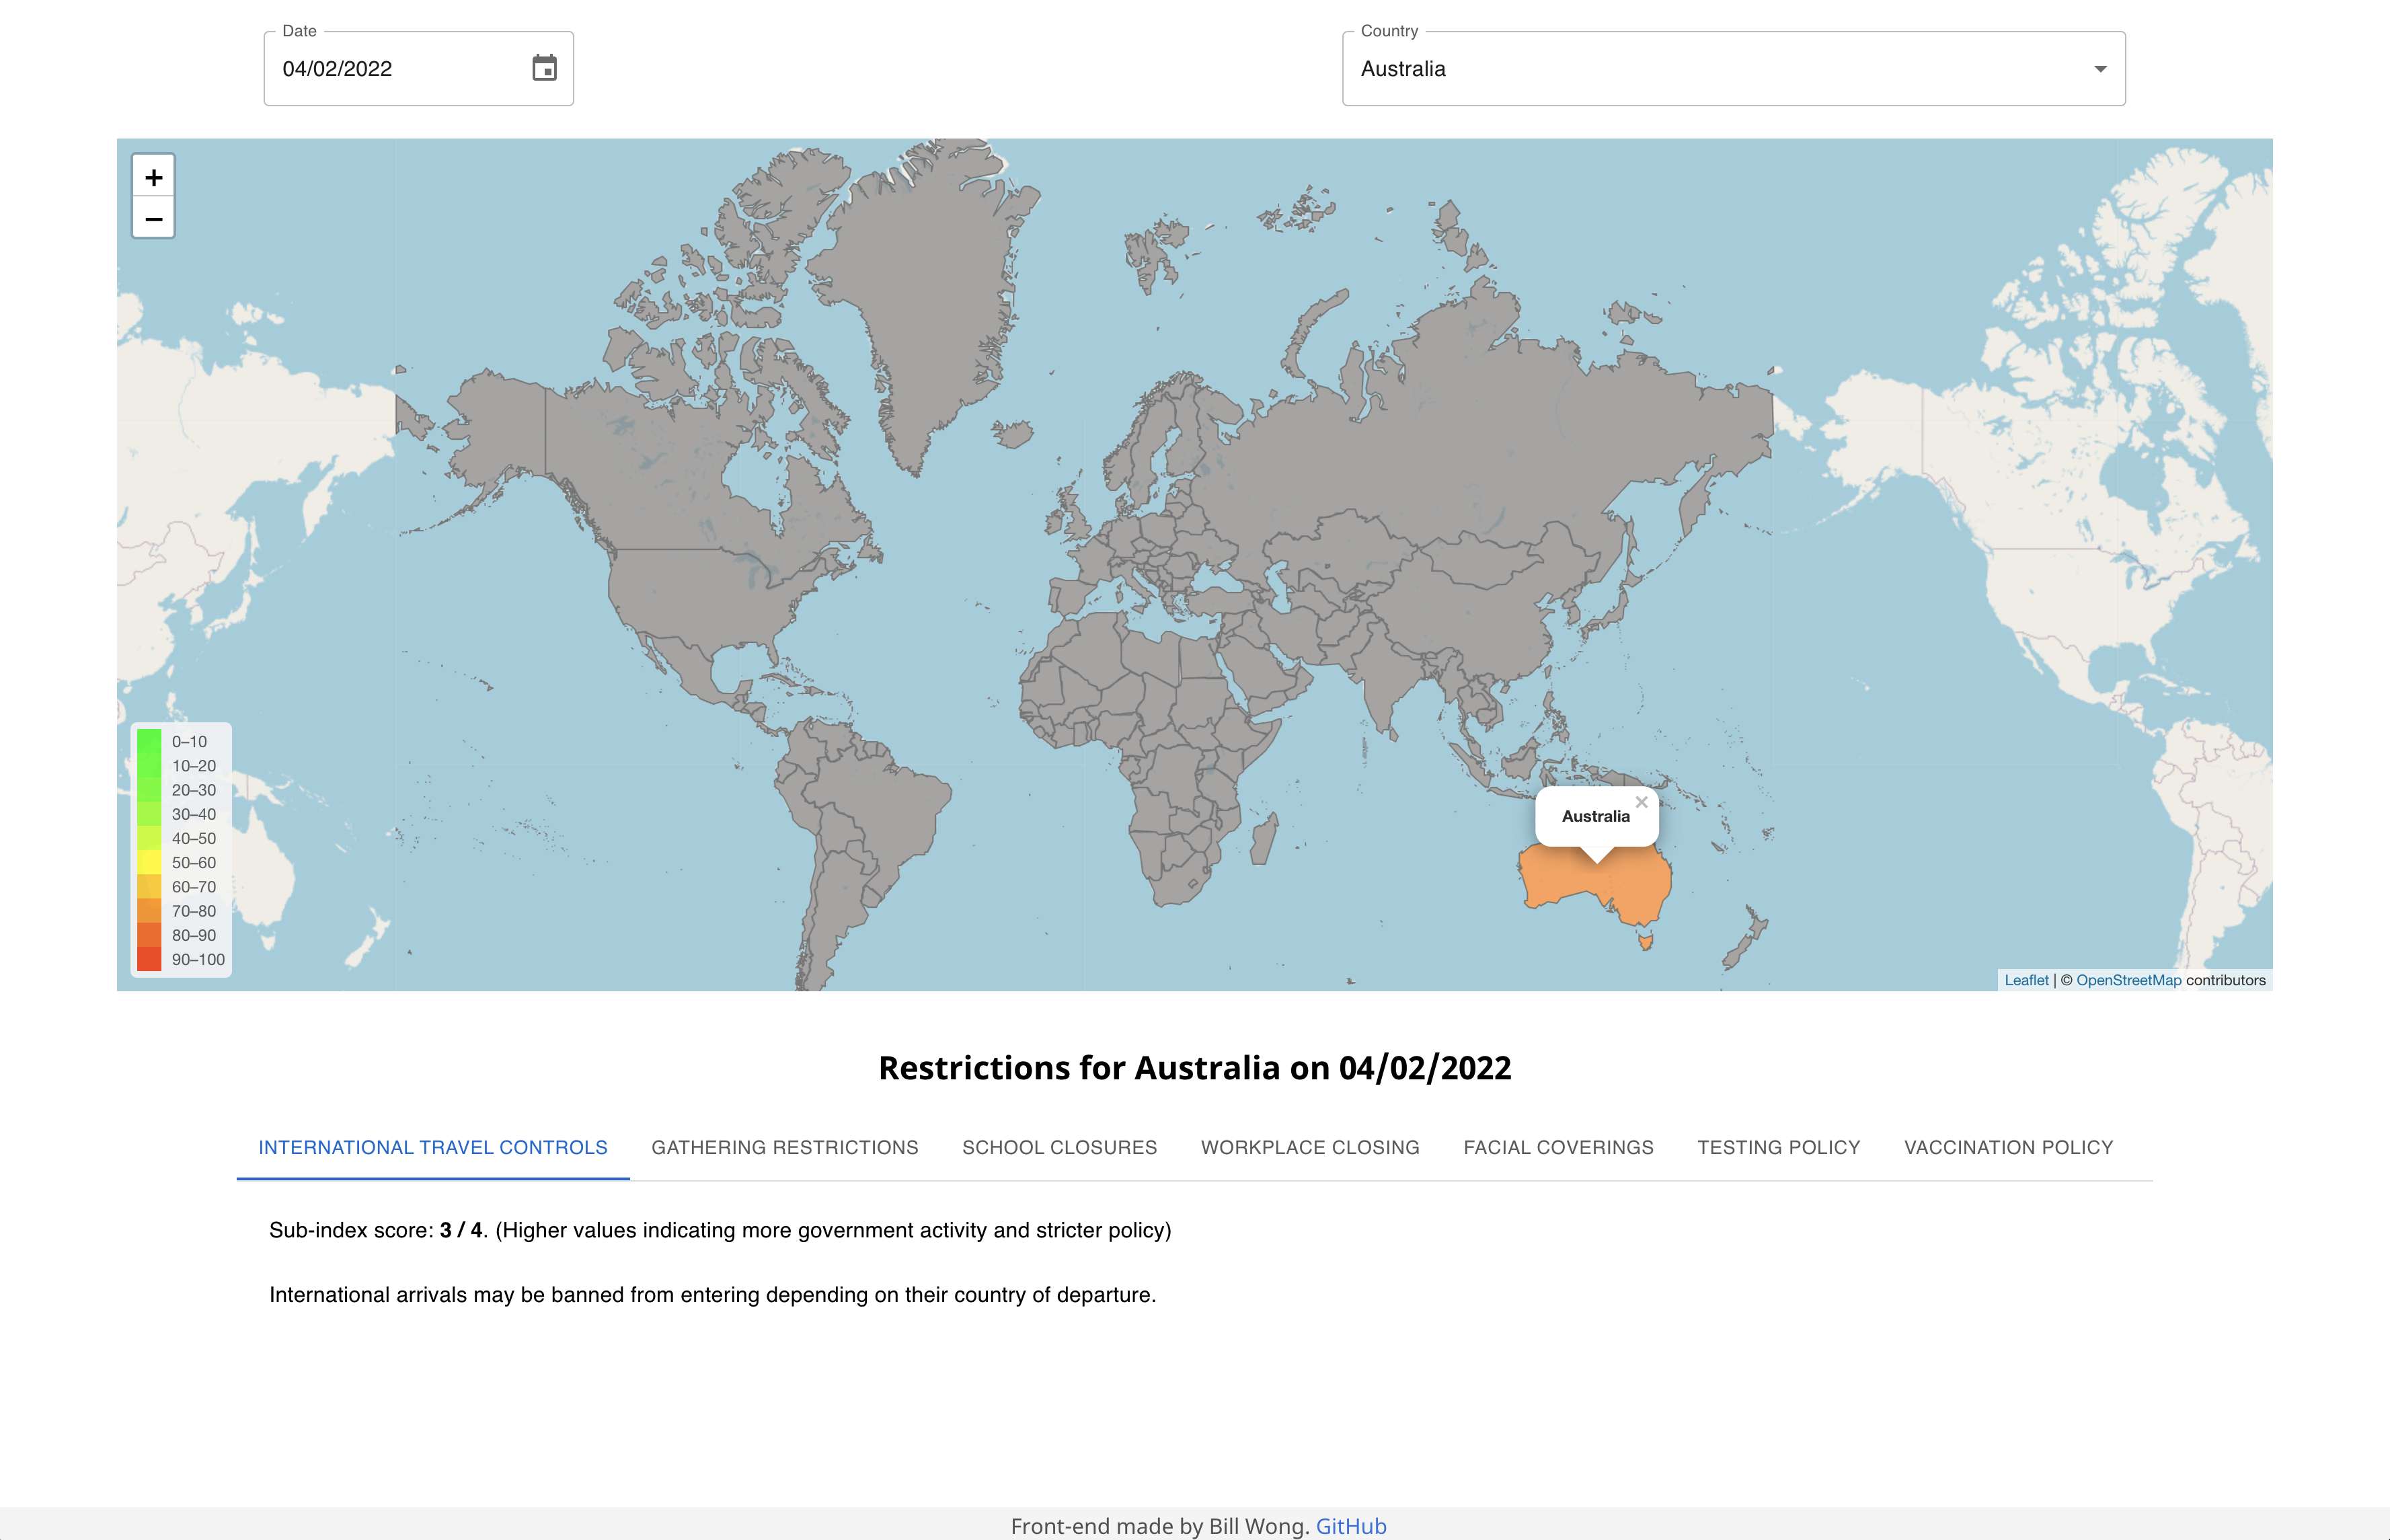 Date
04/02/2022
Country
Australia
+
−
0–10
10–20
20–30
30–40
40–50
50–60
60–70
70–80
80–90
90–100
Australia
×
Leaflet | © OpenStreetMap contributors
Restrictions for Australia on 04/02/2022
INTERNATIONAL TRAVEL CONTROLS GATHERING RESTRICTIONS SCHOOL CLOSURES WORKPLACE CLOSING FACIAL COVERINGS TESTING POLICY VACCINATION POLICY
Sub-index score: 3 / 4. (Higher values indicating more government activity and stricter policy)
International arrivals may be banned from entering depending on their country of departure.
Front-end made by Bill Wong. GitHub